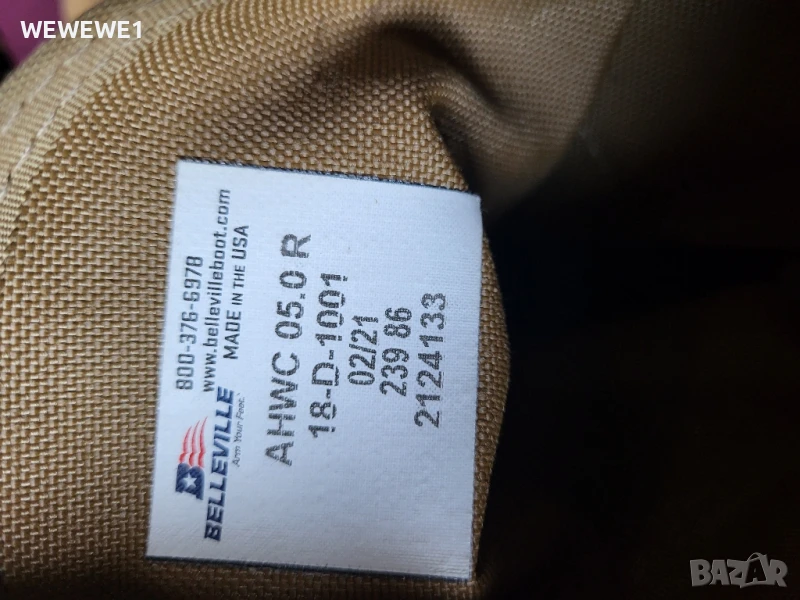 WEWEWE1
800-376-6978
www.bellevilleboot.com
MADE IN THE USA
BELLEVILLE
Arm Your Feet.
AHWC 05.0 R
18-D-1001
02/21
239 86
2124133
BAZAR